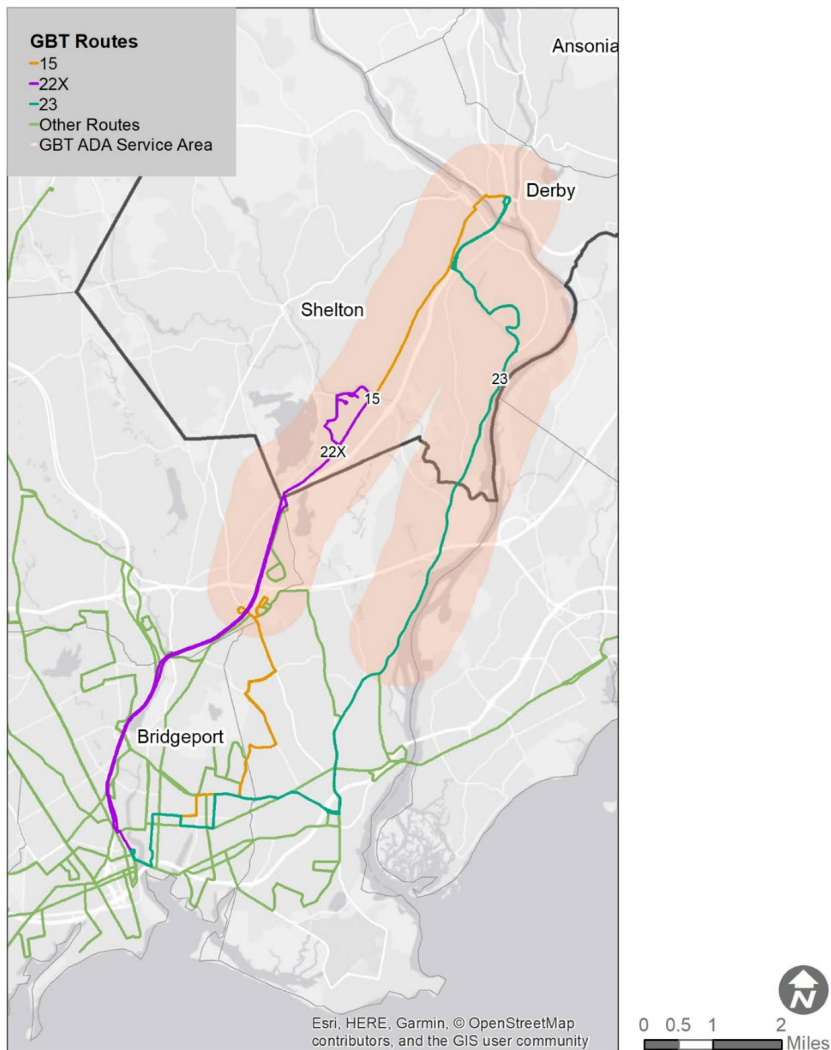 GBT Routes
15
22X
23
Other Routes
GBT ADA Service Area
Ansonia
Derby
Shelton
15
23
22X
Bridgeport
Esri, HERE, Garmin, © OpenStreetMap
contributors, and the GIS user community
N
0 0.5 1 2
Miles